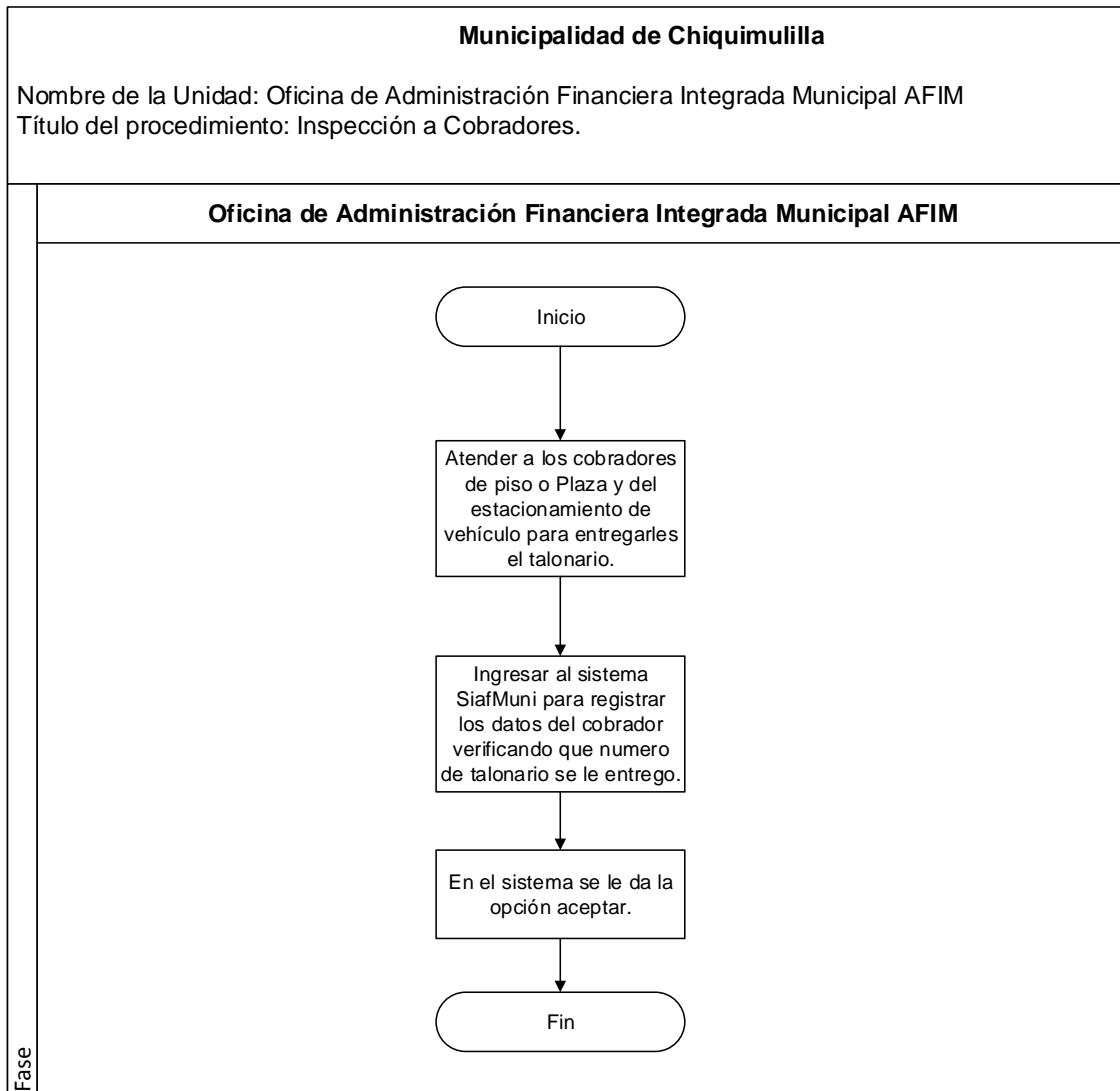 Municipalidad de Chiquimulilla
Nombre de la Unidad: Oficina de Administración Financiera Integrada Municipal AFIM
Título del procedimiento: Inspección a Cobradores.
Oficina de Administración Financiera Integrada Municipal AFIM
Inicio
Atender a los cobradores
de piso o Plaza y del
estacionamiento de
vehículo para entregarles
el talonario.
Ingresar al sistema
SiafMuni para registrar
los datos del cobrador
verificando que numero
de talonario se le entrego.
En el sistema se le da la
opción aceptar.
Fin
Fase